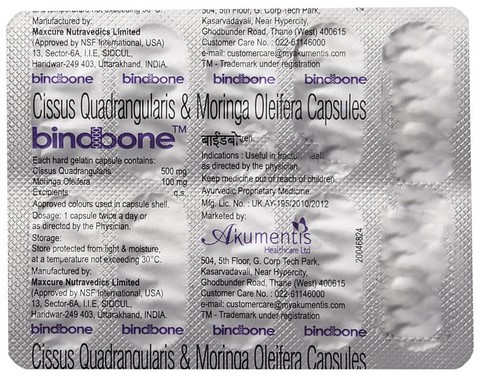 at a temperature not exceeding 30°C.
Manufactured by:
Maxcure Nutravedics Limited
(Approved by NSF International, USA)
13, Sector-6A, I.I.E, SIDCUL,
Haridwar-249 403, Uttarakhand, INDIA.
504, 5th Floor, G. Corp Tech Park,
Kasarvadavali, Near Hypercity,
Ghodbunder Road, Thane (West) 400615
Customer Care No. : 022-61146000
e-mail: customercare@myakumentis.com
TM - Trademark under registration
bindbone bindbone bindbone bindbone
Cissus Quadrangularis & Moringa Oleifera Capsules
bindbone™
Each hard gelatin capsule contains:
Cissus Quadrangularis 500 mg
Moringa Oleifera 100 mg
Excipients q.s.
Approved colours used in capsule shell.
Dosage: 1 capsule twice a day or
as directed by the Physician.
Storage:
Store protected from light & moisture,
at a temperature not exceeding 30°C.
Manufactured by:
Maxcure Nutravedics Limited
(Approved by NSF International, USA)
13, Sector-6A, I.I.E, SIDCUL,
Haridwar-249 403, Uttarakhand, INDIA.
Indications : Useful in
as directed by physician.
Keep medicine out of reach of children.
Ayurvedic Proprietary Medicine
Mfg. Lic. No. : UK.AY-195/2010/2012
Marketed by:
Akumentis
Healthcare Ltd
504, 5th Floor, G. Corp Tech Park,
Kasarvadavali, Near Hypercity,
Ghodbunder Road, Thane (West) 400615
Customer Care No. : 022-61146000
e-mail: customercare@myakumentis.com
TM - Trademark under registration
20046824
bindbone bindbone bindbone bindbone
Cissus Quadrangularis & Moringa Oleifera Capsules